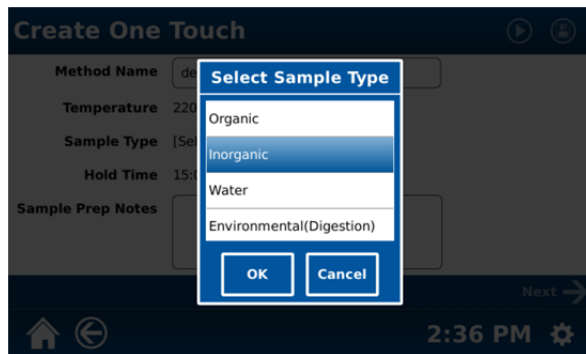 Create One Touch
Method Name de
Select Sample Type
Temperature 220
Organic
Sample Type [Sel
Inorganic
Hold Time 15:0
Water
Sample Prep Notes
Environmental(Digestion)
OK Cancel
Next
2:36 PM